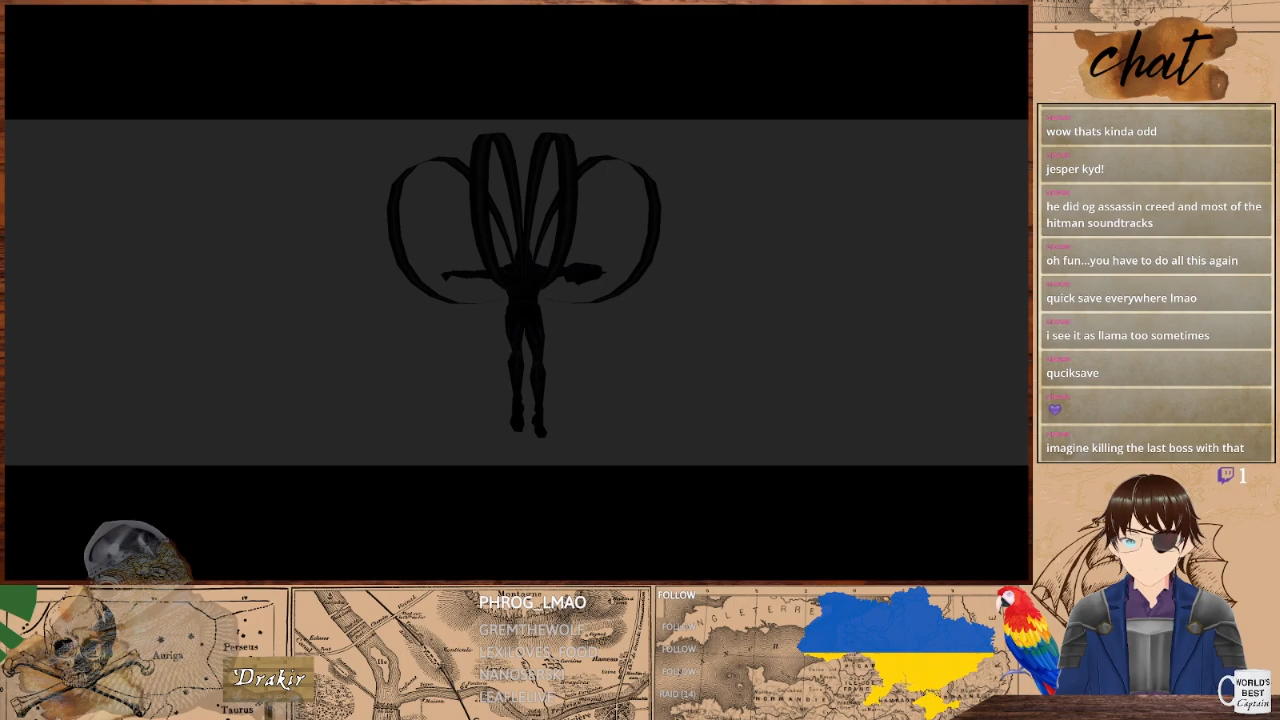 chat
wow thats kinda odd
jesper kyd!
he did og assassin creed and most of the
hitman soundtracks
oh fun...you have to do all this again
quick save everywhere lmao
i see it as llama too sometimes
quciksave
imagine killing the last boss with that
1
PHROG_LMAO
GREMTHEWOLF
LEXILOVES_FOOD
NANOSERSKI
LEAFLELIVE
FOLLOW
FOLLOW
FOLLOW
FOLLOW
RAID (14)
Auriga
Perseus
Taurus
Drakir
WORLD'S
BEST
Captain